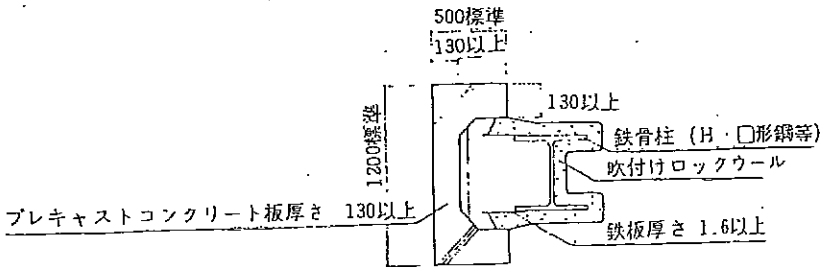 500標準
130以上
130以上
1200標準
鉄骨柱 (H・口形鋼等)
吹付けロックウール
プレキャストコンクリート板厚さ 130以上
鉄板厚さ 1.6以上